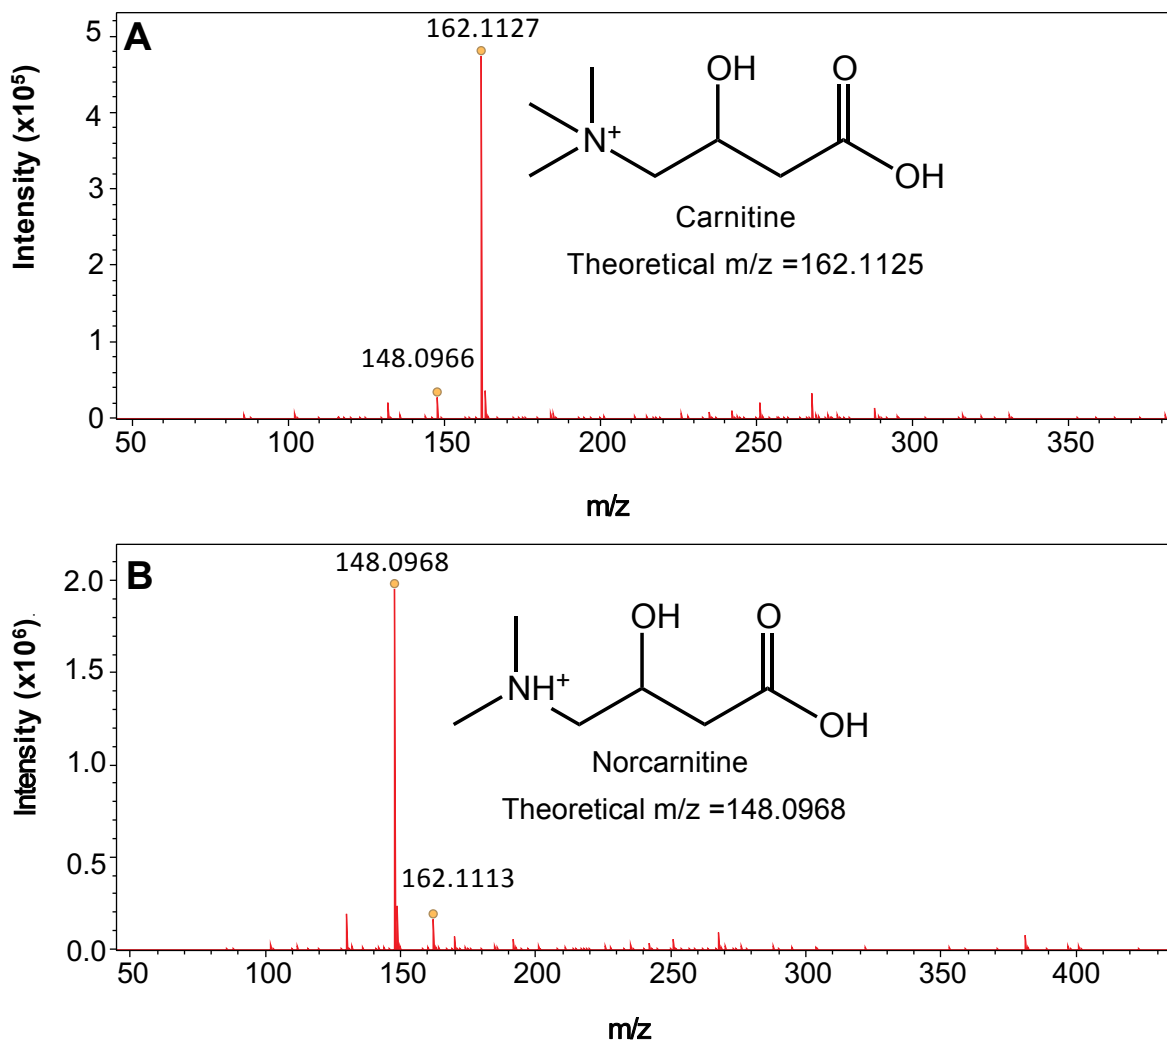 A
162.1127
5
4
3
2
1
0
Intensity (x10⁵)
148.0966
OH
O
N⁺
OH
Carnitine
Theoretical m/z =162.1125
50 100 150 200 250 300 350
m/z
B
148.0968
2.0
1.5
1.0
0.5
0.0
Intensity (x10⁶).
162.1113
OH
O
NH⁺
OH
Norcarnitine
Theoretical m/z =148.0968
50 100 150 200 250 300 350 400
m/z